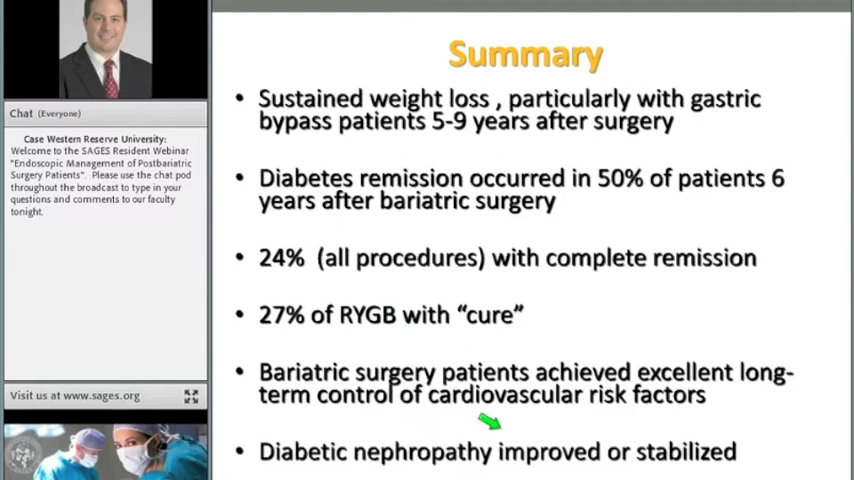 Chat (Everyone)
Case Western Reserve University:
Welcome to the SAGES Resident Webinar
"Endoscopic Management of Postbariatric
Surgery Patients". Please use the chat pod
throughout the broadcast to type in your
questions and comments to our faculty
tonight.
Visit us at www.sages.org
Summary
• Sustained weight loss , particularly with gastric
bypass patients 5-9 years after surgery
• Diabetes remission occurred in 50% of patients 6
years after bariatric surgery
• 24% (all procedures) with complete remission
• 27% of RYGB with “cure”
• Bariatric surgery patients achieved excellent long-
term control of cardiovascular risk factors
• Diabetic nephropathy improved or stabilized